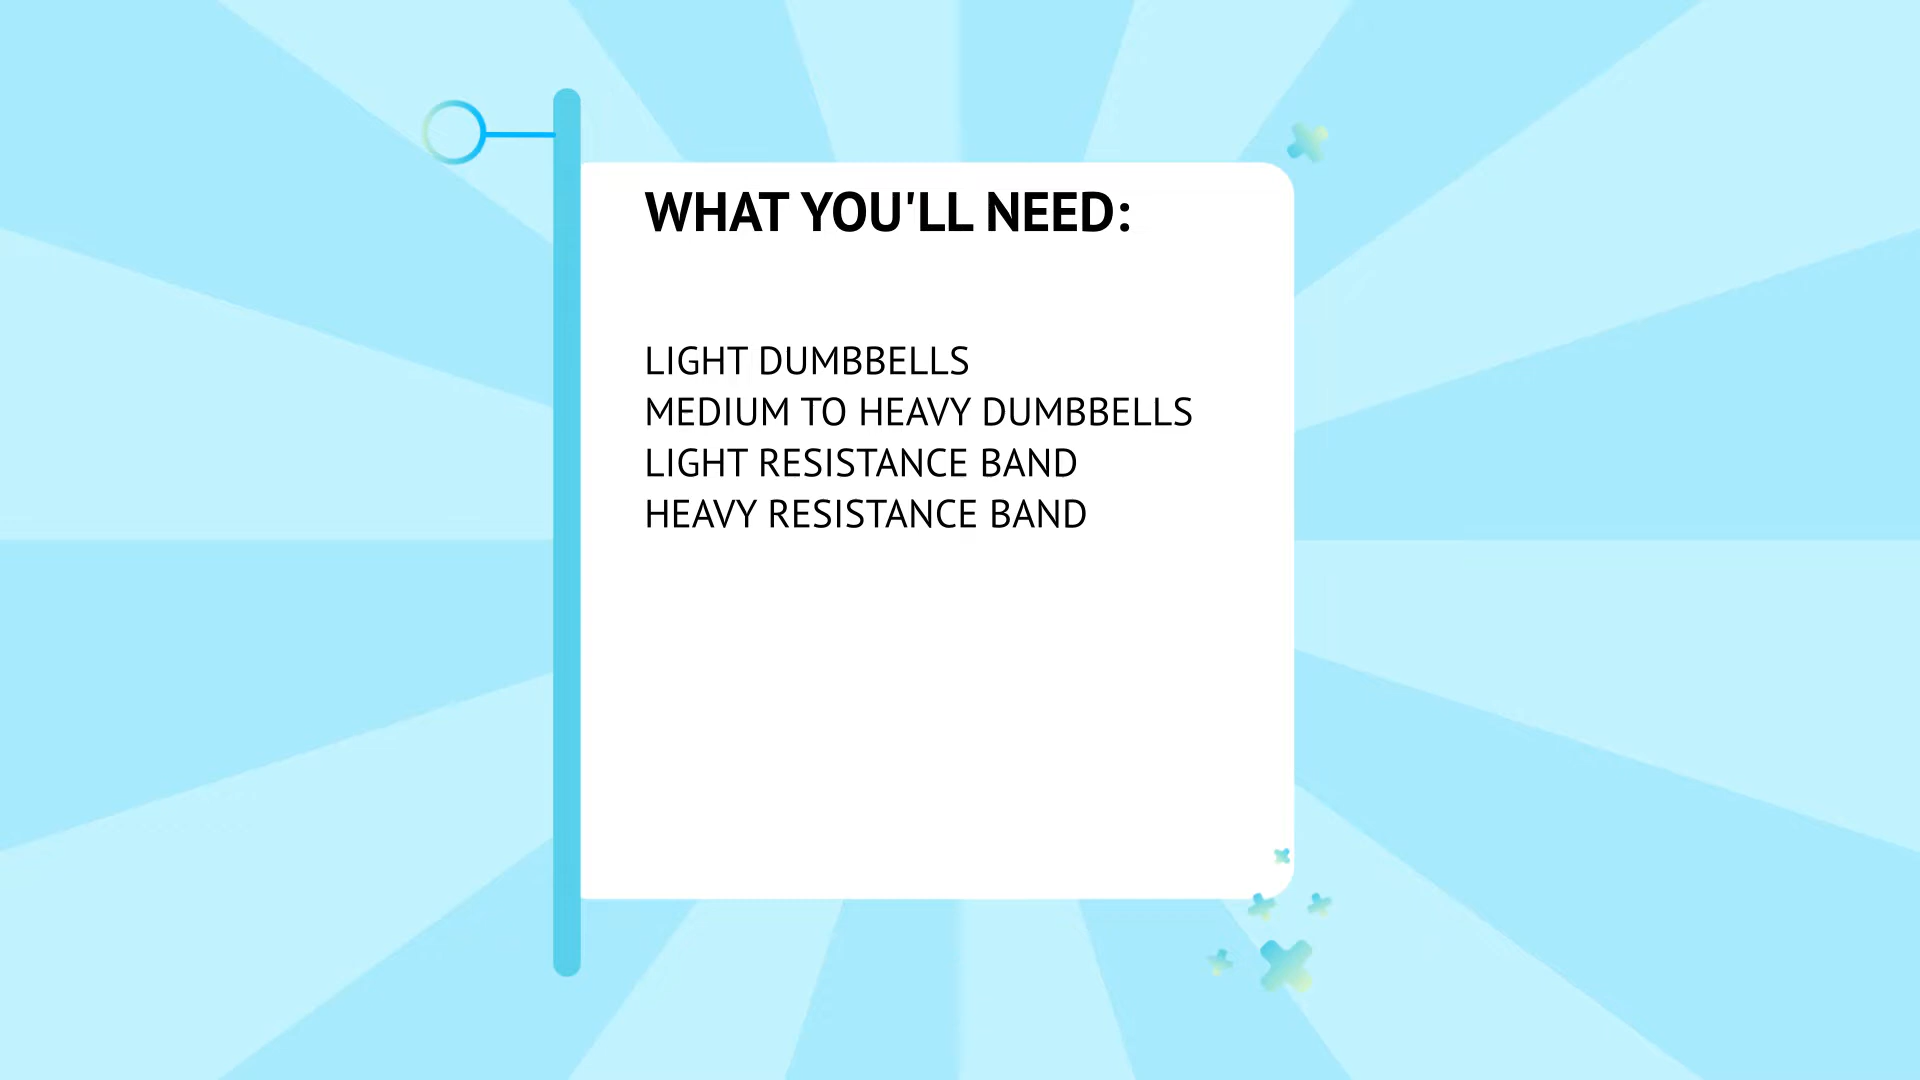 WHAT YOU'LL NEED:
LIGHT DUMBBELLS
MEDIUM TO HEAVY DUMBBELLS
LIGHT RESISTANCE BAND
HEAVY RESISTANCE BAND